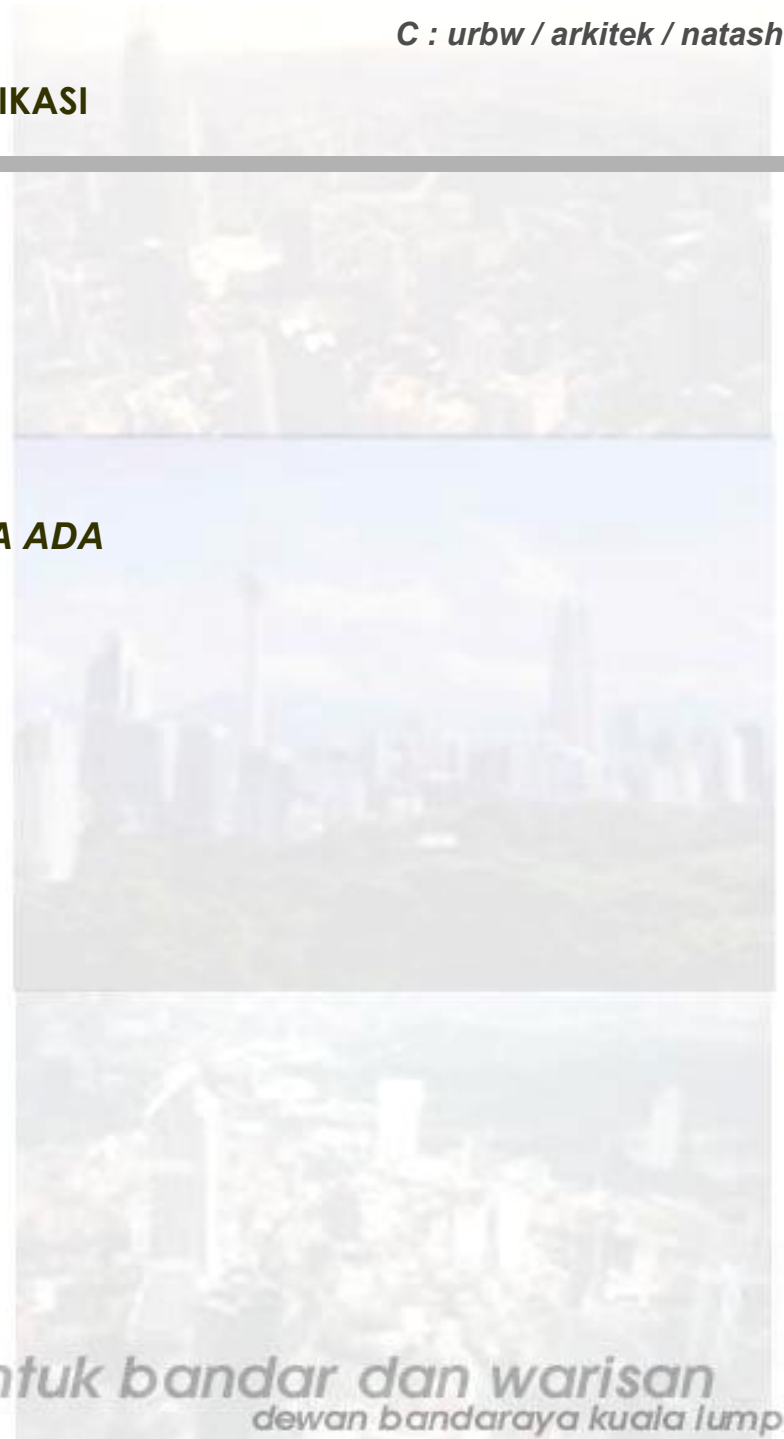 C : urbw / arkitek / natash
IKASI
A ADA
ntuk bandar dan warisan
dewan bandaraya kuala lump